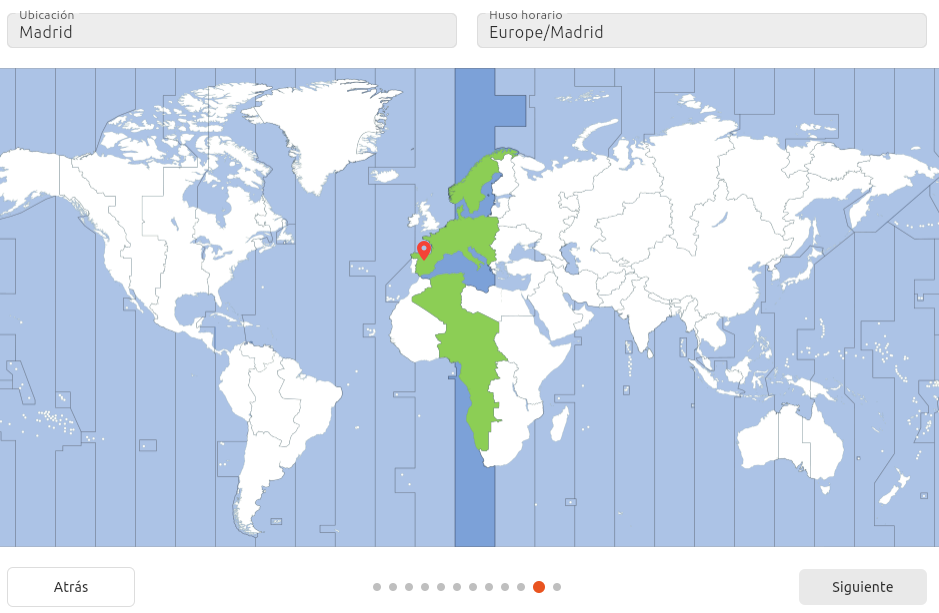 Ubicación
Huso horario
Madrid
Europe/Madrid
Atrás
Siguiente